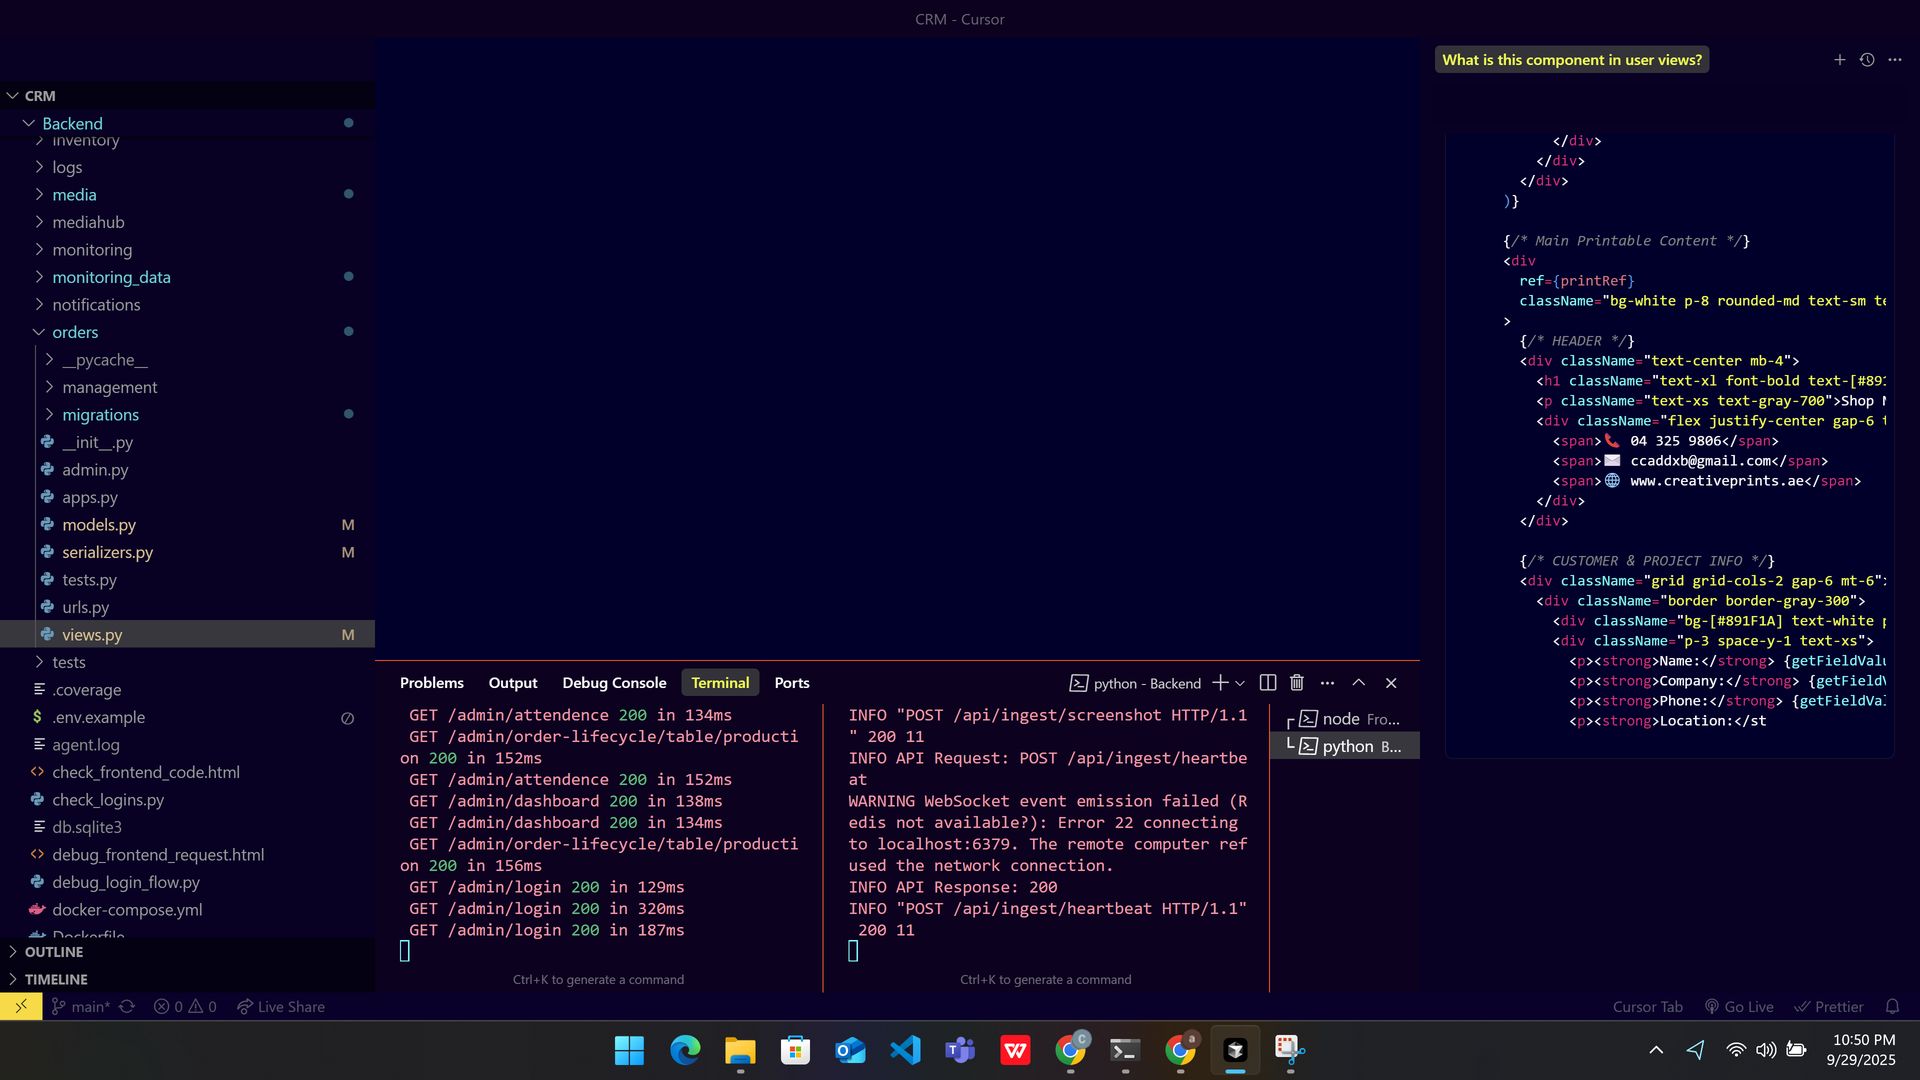 CRM - Cursor
CRM
Backend
inventory
logs
media
mediahub
monitoring
monitoring_data
notifications
orders
__pycache__
management
migrations
__init__.py
admin.py
apps.py
models.py M
serializers.py M
tests.py
urls.py
views.py M
tests
.coverage
.env.example
agent.log
check_frontend_code.html
check_logins.py
db.sqlite3
debug_frontend_request.html
debug_login_flow.py
docker-compose.yml
Dockerfile
OUTLINE
TIMELINE
Problems Output Debug Console Terminal Ports
python - Backend
GET /admin/attendence 200 in 134ms
GET /admin/order-lifecycle/table/producti
on 200 in 152ms
GET /admin/attendence 200 in 152ms
GET /admin/dashboard 200 in 138ms
GET /admin/dashboard 200 in 134ms
GET /admin/order-lifecycle/table/producti
on 200 in 156ms
GET /admin/login 200 in 129ms
GET /admin/login 200 in 320ms
GET /admin/login 200 in 187ms
Ctrl+K to generate a command
INFO "POST /api/ingest/screenshot HTTP/1.1
" 200 11
INFO API Request: POST /api/ingest/heartbe
at
WARNING WebSocket event emission failed (R
edis not available?): Error 22 connecting
to localhost:6379. The remote computer ref
used the network connection.
INFO API Response: 200
INFO "POST /api/ingest/heartbeat HTTP/1.1"
200 11
Ctrl+K to generate a command
node Fro...
python B...
What is this component in user views?
</div>
</div>
</div>
)}
{/* Main Printable Content */}
<div
ref={printRef}
className="bg-white p-8 rounded-md text-sm te
>
{/* HEADER */}
<div className="text-center mb-4">
<h1 className="text-xl font-bold text-[#891
<p className="text-xs text-gray-700">Shop N
<div className="flex justify-center gap-6 t
<span>📞 04 325 9806</span>
<span>✉️ ccaddxb@gmail.com</span>
<span>🌐 www.creativeprints.ae</span>
</div>
</div>
{/* CUSTOMER & PROJECT INFO */}
<div className="grid grid-cols-2 gap-6 mt-6">
<div className="border border-gray-300">
<div className="bg-[#891F1A] text-white p
<div className="p-3 space-y-1 text-xs">
<p><strong>Name:</strong> {getFieldValu
<p><strong>Company:</strong> {getFieldV
<p><strong>Phone:</strong> {getFieldVal
<p><strong>Location:</st
main* 0 0 Live Share
Cursor Tab Go Live Prettier
10:50 PM
9/29/2025